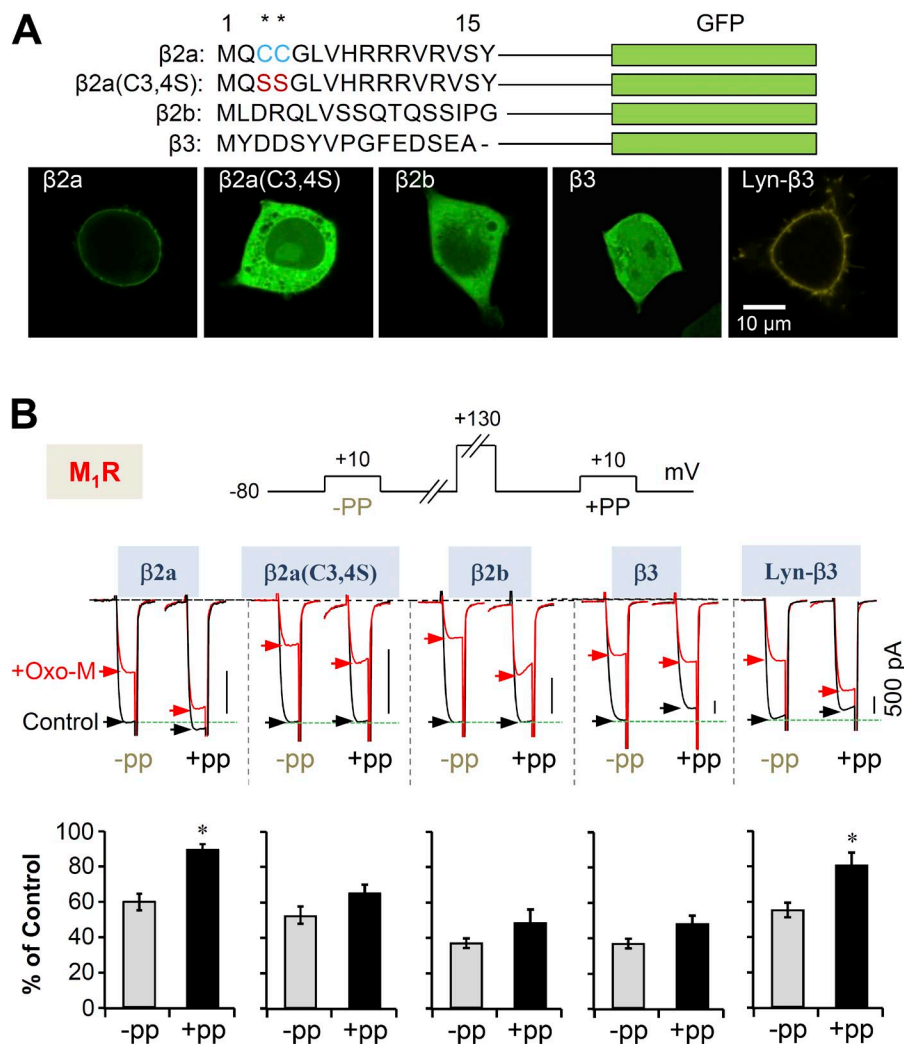 A
1 * * 15 GFP
β2a: MQCCGLVHRRRVRVSY
β2a(C3,4S): MQSSGLVHRRRVRVSY
β2b: MLDRQLVSSQTQSSIPG
β3: MYDDSYVPGFEDSEA-
β2a β2a(C3,4S) β2b β3 Lyn-β3
10 μm
B
M₁R
+130
+10 +10
-80 mV
-PP +PP
β2a β2a(C3,4S) β2b β3 Lyn-β3
+Oxo-M
Control
500 pA
-pp +pp -pp +pp -pp +pp -pp +pp -pp +pp
% of Control
100
80
60
40
20
0
* *
-pp +pp -pp +pp -pp +pp -pp +pp -pp +pp